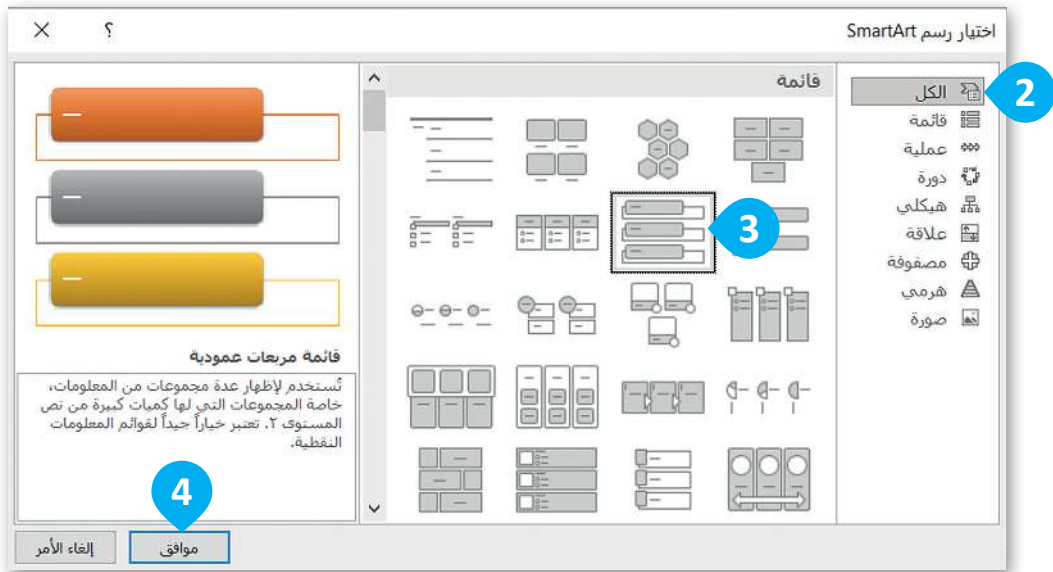 اختيار رسم SmartArt
؟
2
الكل
قائمة
عملية
دورة
هيكلي
علاقة
مصفوفة
هرمي
صورة
قائمة
3
قائمة مربعات عمودية
تُستخدم لإظهار عدة مجموعات من المعلومات،
خاصة المجموعات التي لها كميات كبيرة من نص
المستوى ٢. تعتبر خياراً جيداً لقوائم المعلومات
النقطية.
4
موافق
إلغاء الأمر